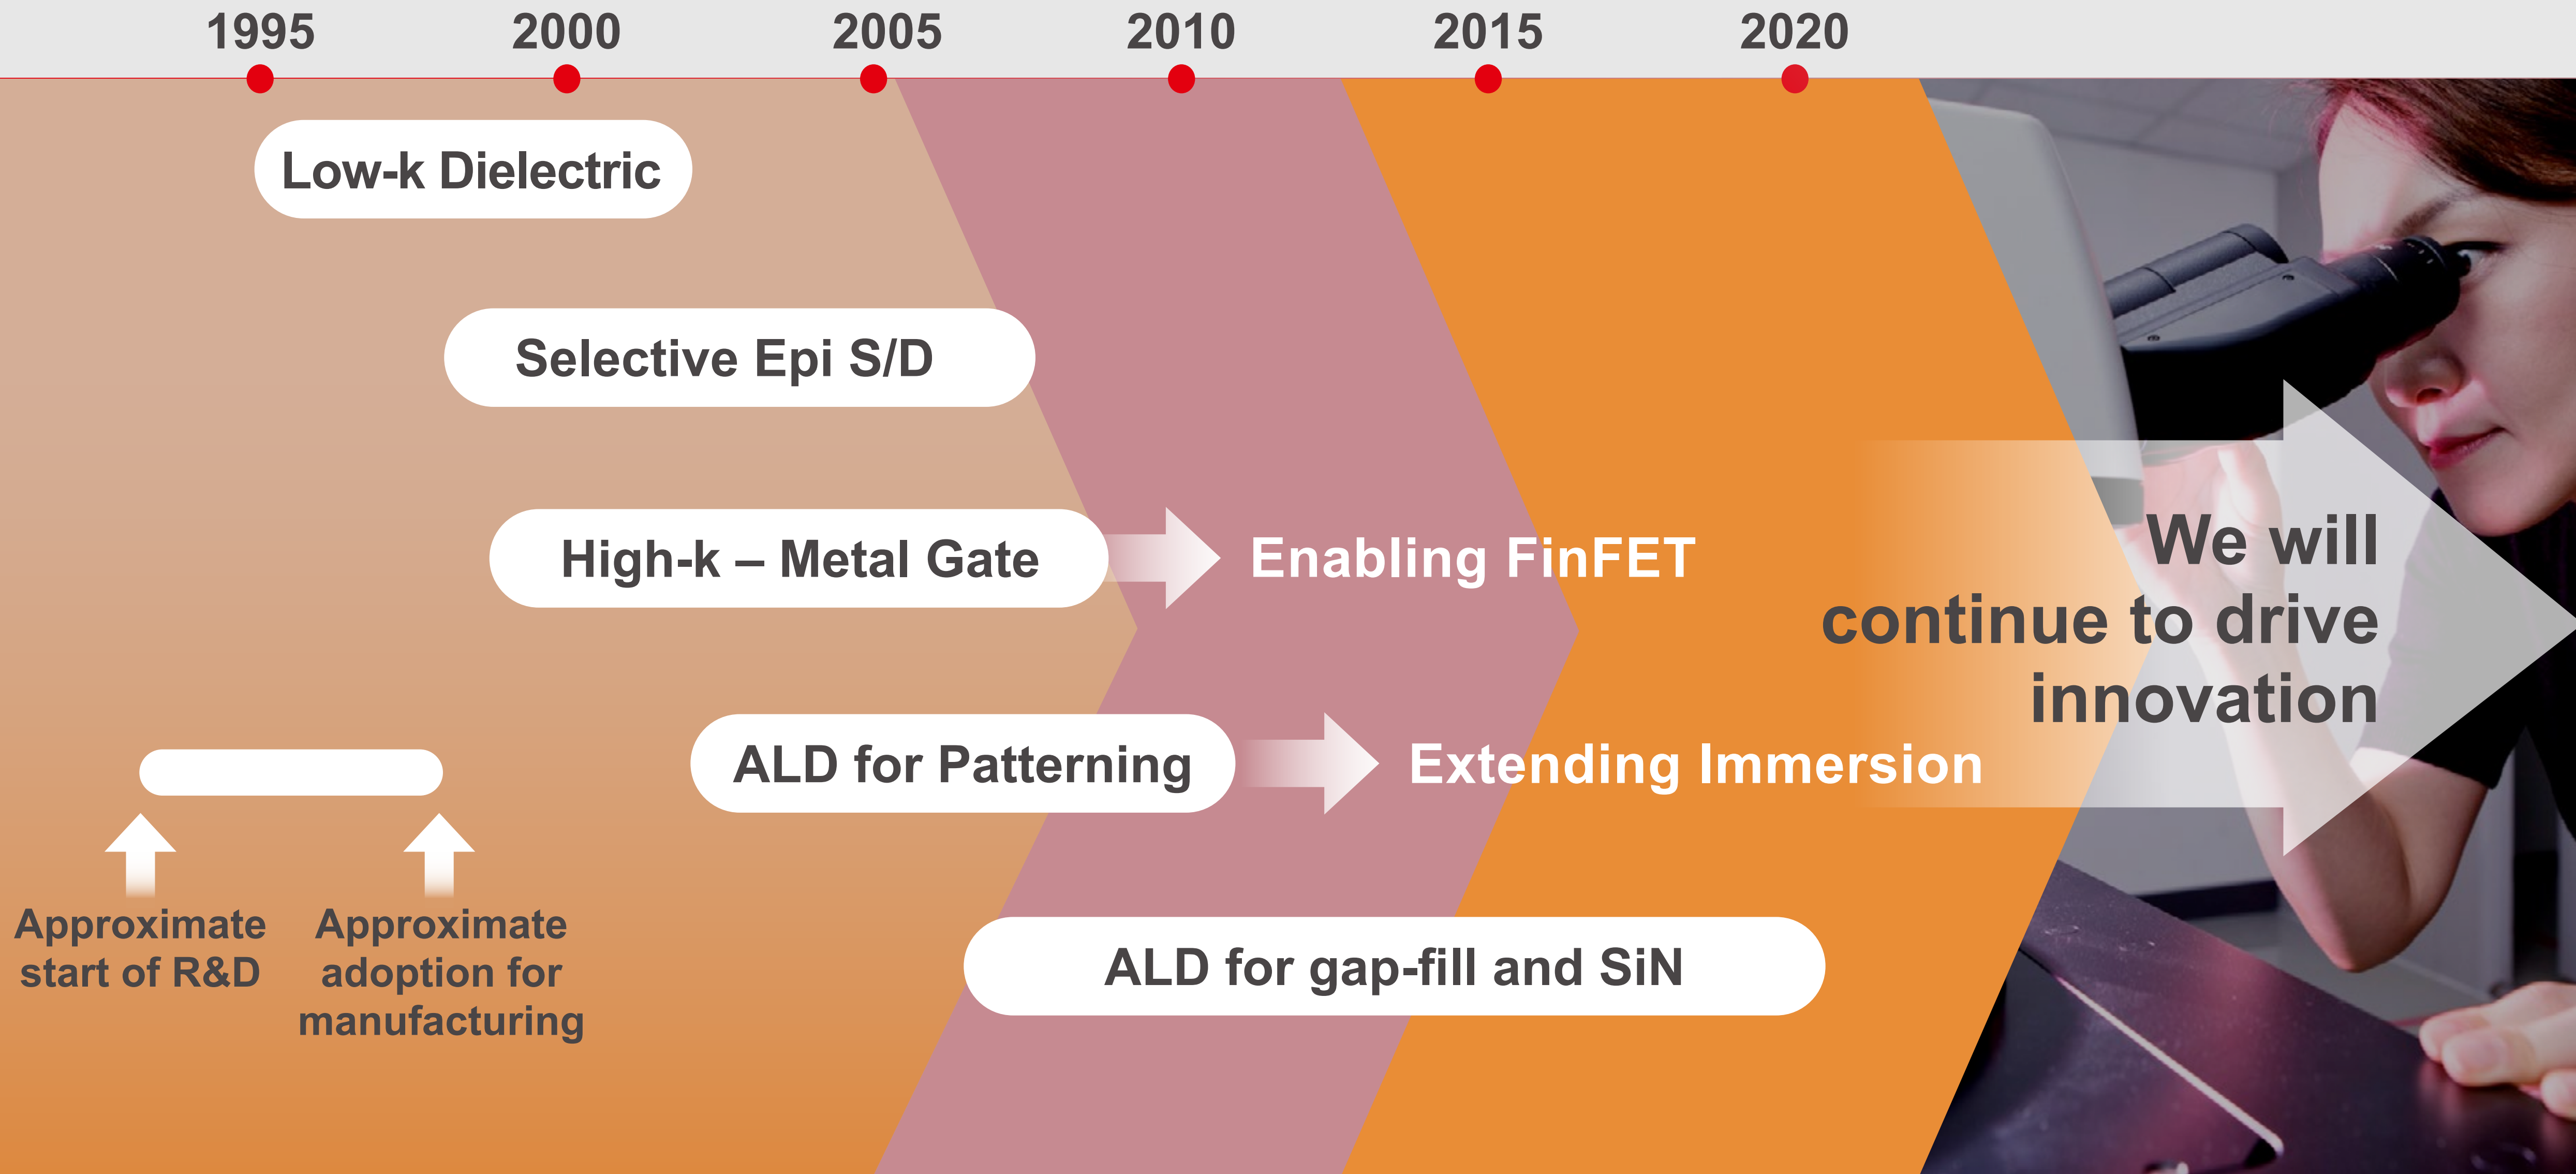 1995 2000 2005 2010 2015 2020
Low-k Dielectric
Selective Epi S/D
High-k – Metal Gate
Enabling FinFET
We will
continue to drive
innovation
ALD for Patterning
Extending Immersion
Approximate
start of R&D
Approximate
adoption for
manufacturing
ALD for gap-fill and SiN